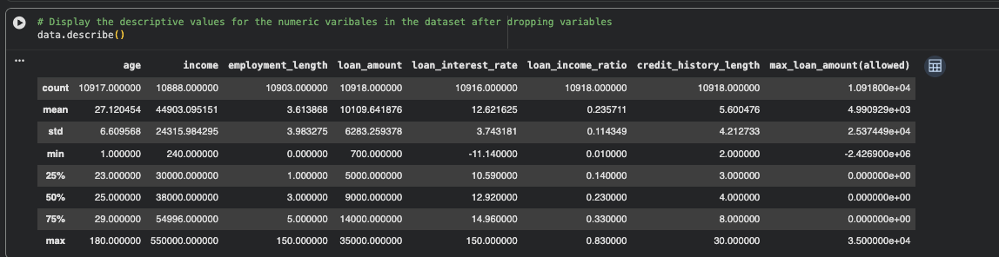 # Display the descriptive values for the numeric varibales in the dataset after dropping variables
data.describe()
...
age income employment_length loan_amount loan_interest_rate loan_income_ratio credit_history_length max_loan_amount(allowed)
count 10917.000000 10888.000000 10903.000000 10918.000000 10916.000000 10918.000000 10918.000000 1.091800e+04
mean 27.120454 44903.095151 3.613868 10109.641876 12.621625 0.235711 5.600476 4.990929e+03
std 6.609568 24315.984295 3.983275 6283.259378 3.743181 0.114349 4.212733 2.537449e+04
min 1.000000 240.000000 0.000000 700.000000 -11.140000 0.010000 2.000000 -2.426900e+06
25% 23.000000 30000.000000 1.000000 5000.000000 10.590000 0.140000 3.000000 0.000000e+00
50% 25.000000 38000.000000 3.000000 9000.000000 12.920000 0.230000 4.000000 0.000000e+00
75% 29.000000 54996.000000 5.000000 14000.000000 14.960000 0.330000 8.000000 0.000000e+00
max 180.000000 550000.000000 150.000000 35000.000000 150.000000 0.830000 30.000000 3.500000e+04